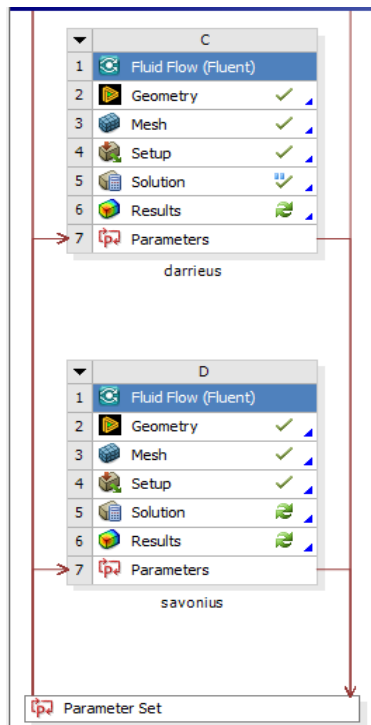 C
1 Fluid Flow (Fluent)
2 Geometry
3 Mesh
4 Setup
5 Solution
6 Results
7 Parameters
darrieus
D
1 Fluid Flow (Fluent)
2 Geometry
3 Mesh
4 Setup
5 Solution
6 Results
7 Parameters
savonius
Parameter Set